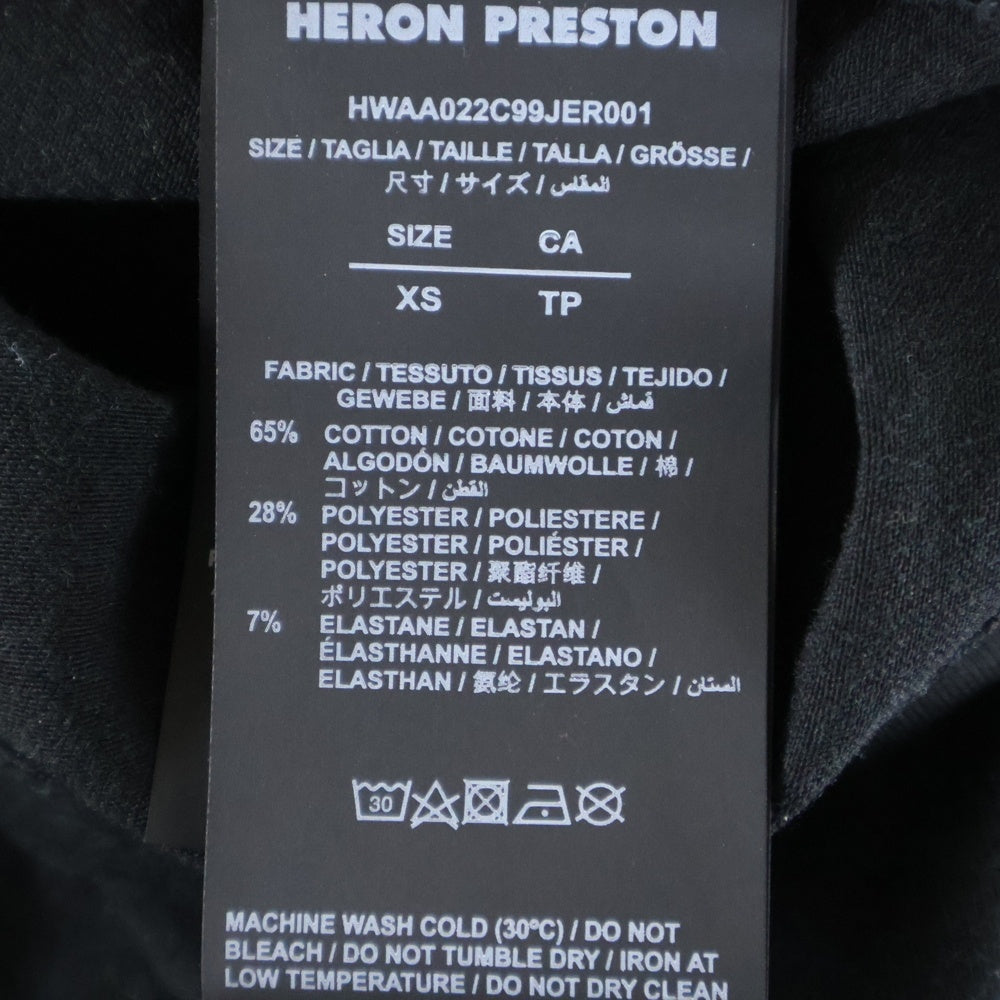 HERON PRESTON
HWAA022C99JER001
SIZE / TAGLIA / TAILLE / TALLA / GRÖSSE /
尺寸 / サイズ / المقاس
SIZE CA
XS TP
FABRIC / TESSUTO / TISSUS / TEJIDO /
GEWEBE / 面料 / 本体 / قماش
65% COTTON / COTONE / COTON /
ALGODÓN / BAUMWOLLE / 棉 /
コットン / القطن
28% POLYESTER / POLIESTERE /
POLYESTER / POLIÉSTER /
POLYESTER / 聚酯纤维 /
ポリエステル / البوليست
7% ELASTANE / ELASTAN /
ÉLASTHANNE / ELASTANO /
ELASTHAN / 氨纶 / エラスタン / الستان
30
MACHINE WASH COLD (30°C) / DO NOT
BLEACH / DO NOT TUMBLE DRY / IRON AT
LOW TEMPERATURE / DO NOT DRY CLEAN